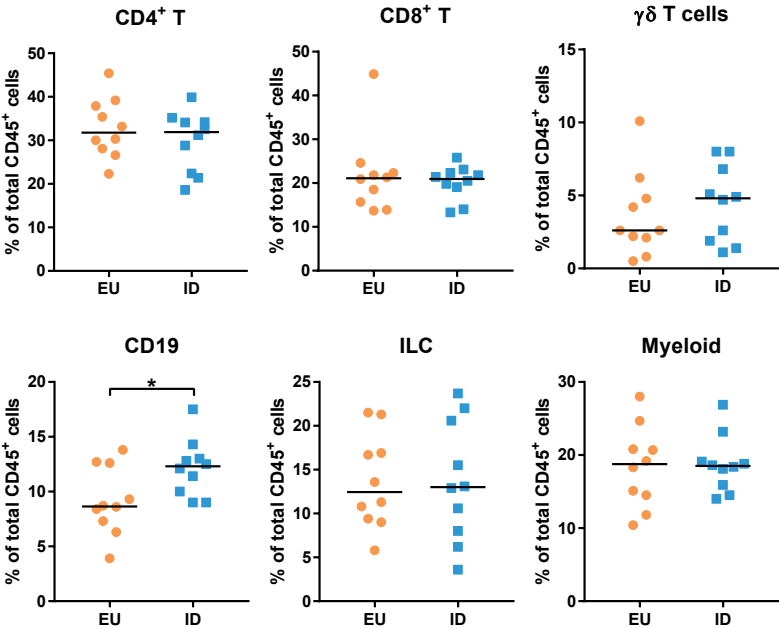 CD4⁺ T
% of total CD45⁺ cells
50
40
30
20
10
0
EU ID
CD8⁺ T
% of total CD45⁺ cells
50
40
30
20
10
0
EU ID
γδ T cells
% of total CD45⁺ cells
15
10
5
0
EU ID
CD19
% of total CD45⁺ cells
20
15
10
5
0
*
EU ID
ILC
% of total CD45⁺ cells
25
20
15
10
5
0
EU ID
Myeloid
% of total CD45⁺ cells
30
20
10
0
EU ID